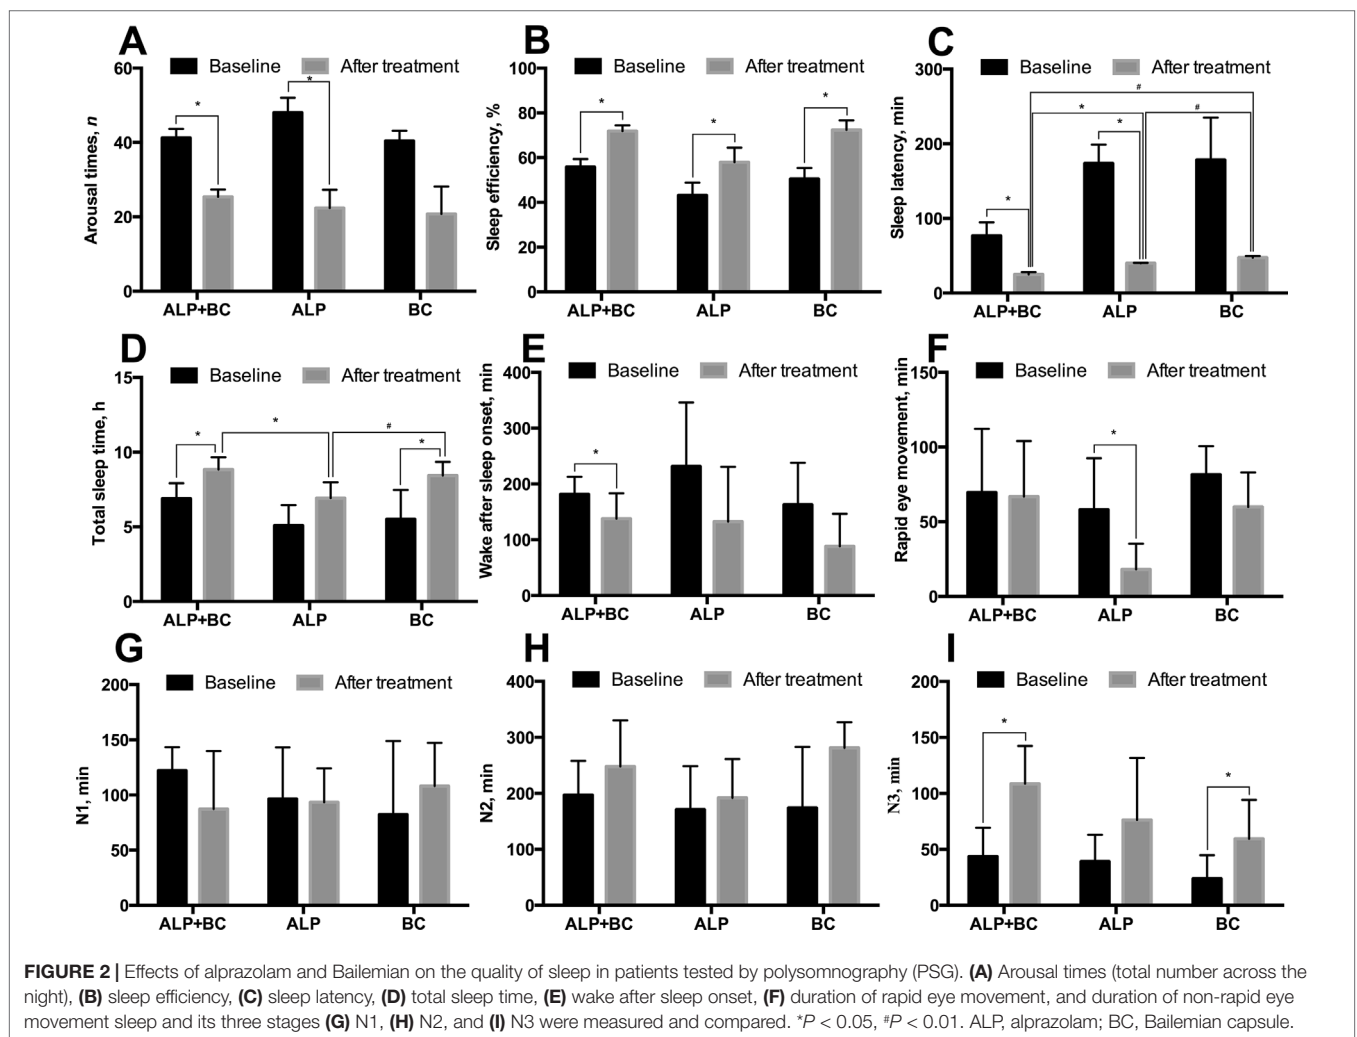 A
Baseline After treatment
Arousal times, n
60
40
20
0
*
*
ALP+BC ALP BC
B
Baseline After treatment
Sleep efficiency, %
100
80
60
40
20
0
*
*
*
ALP+BC ALP BC
C
Baseline After treatment
Sleep latency, min
300
200
100
0
#
*
#
*
*
ALP+BC ALP BC
D
Baseline After treatment
Total sleep time, h
15
10
5
0
*
*
#
*
ALP+BC ALP BC
E
Baseline After treatment
Wake after sleep onset, min
400
300
200
100
0
*
ALP+BC ALP BC
F
Baseline After treatment
Rapid eye movement, min
150
100
50
0
*
ALP+BC ALP BC
G
Baseline After treatment
N1, min
200
150
100
50
0
ALP+BC ALP BC
H
Baseline After treatment
N2, min
400
300
200
100
0
ALP+BC ALP BC
I
Baseline After treatment
N3, min
200
150
100
50
0
*
*
ALP+BC ALP BC
FIGURE 2 | Effects of alprazolam and Bailemian on the quality of sleep in patients tested by polysomnography (PSG). (A) Arousal times (total number across the
night), (B) sleep efficiency, (C) sleep latency, (D) total sleep time, (E) wake after sleep onset, (F) duration of rapid eye movement, and duration of non-rapid eye
movement sleep and its three stages (G) N1, (H) N2, and (I) N3 were measured and compared. *P < 0.05, #P < 0.01. ALP, alprazolam; BC, Bailemian capsule.